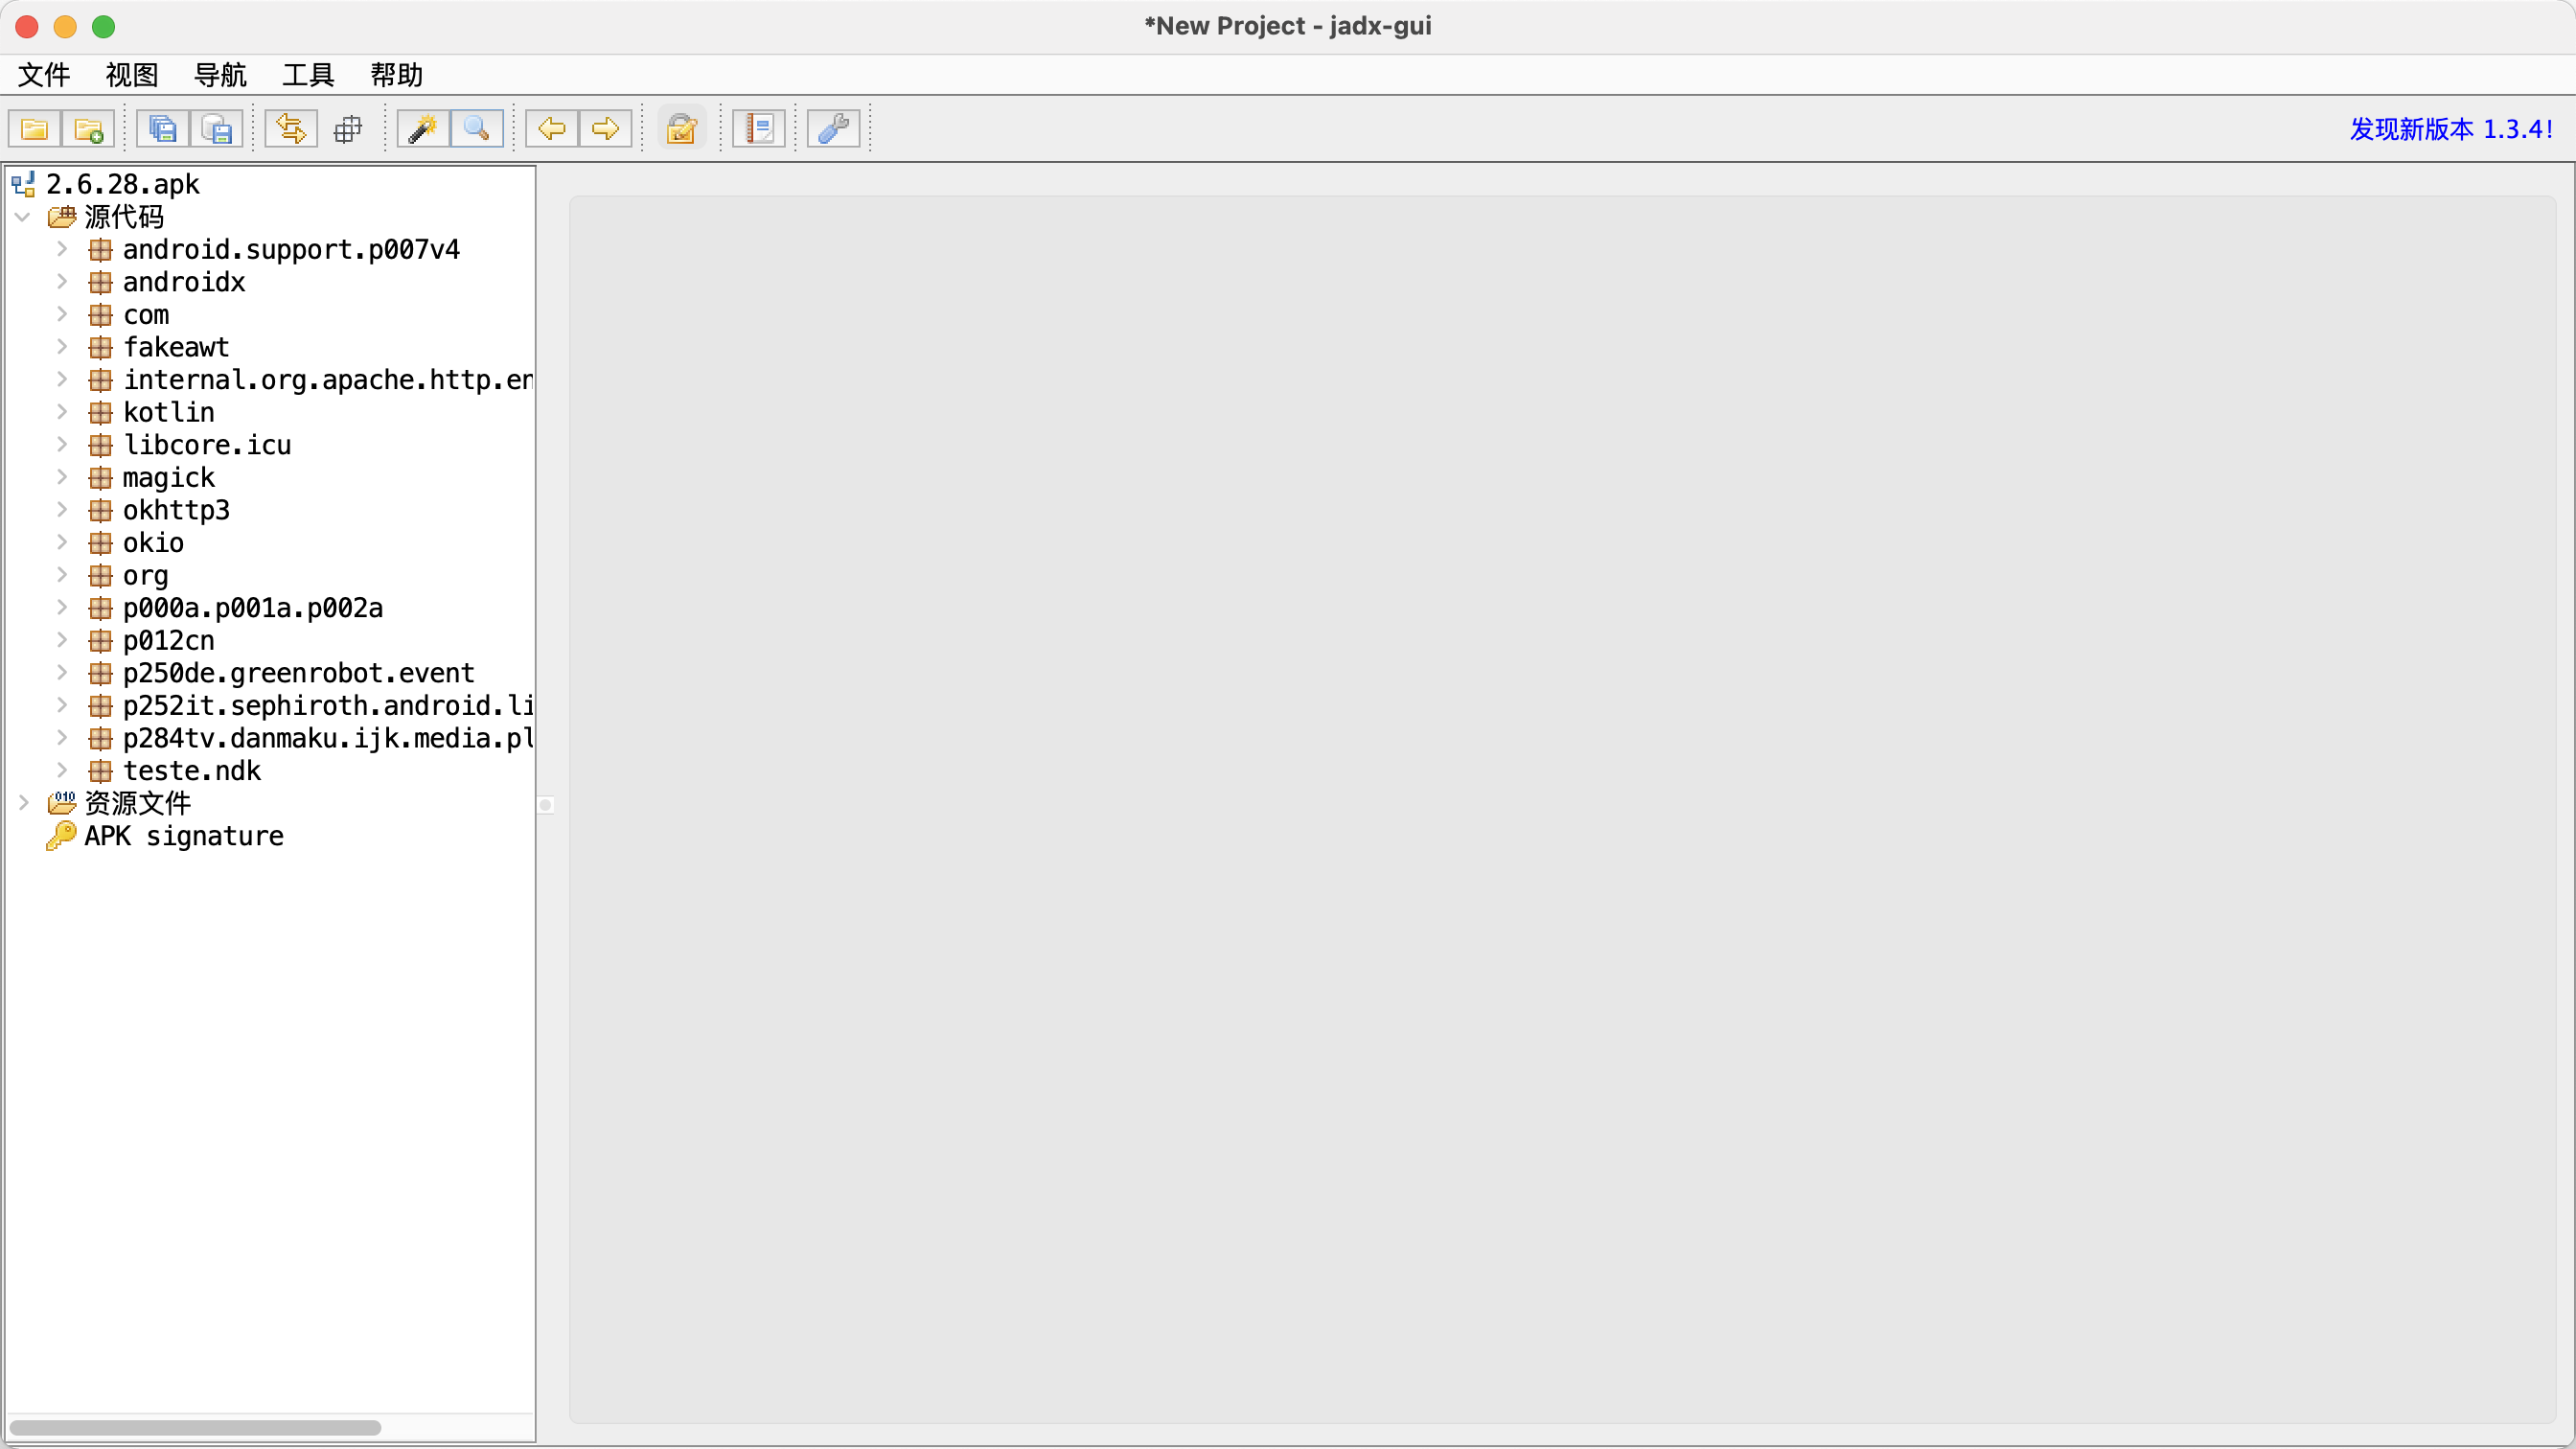 *New Project - jadx-gui
文件 视图 导航 工具 帮助
发现新版本 1.3.4!
2.6.28.apk
源代码
android.support.p007v4
androidx
com
fakeawt
internal.org.apache.http.en
kotlin
libcore.icu
magick
okhttp3
okio
org
p000a.p001a.p002a
p012cn
p250de.greenrobot.event
p252it.sephiroth.android.li
p284tv.danmaku.ijk.media.pl
teste.ndk
资源文件
APK signature